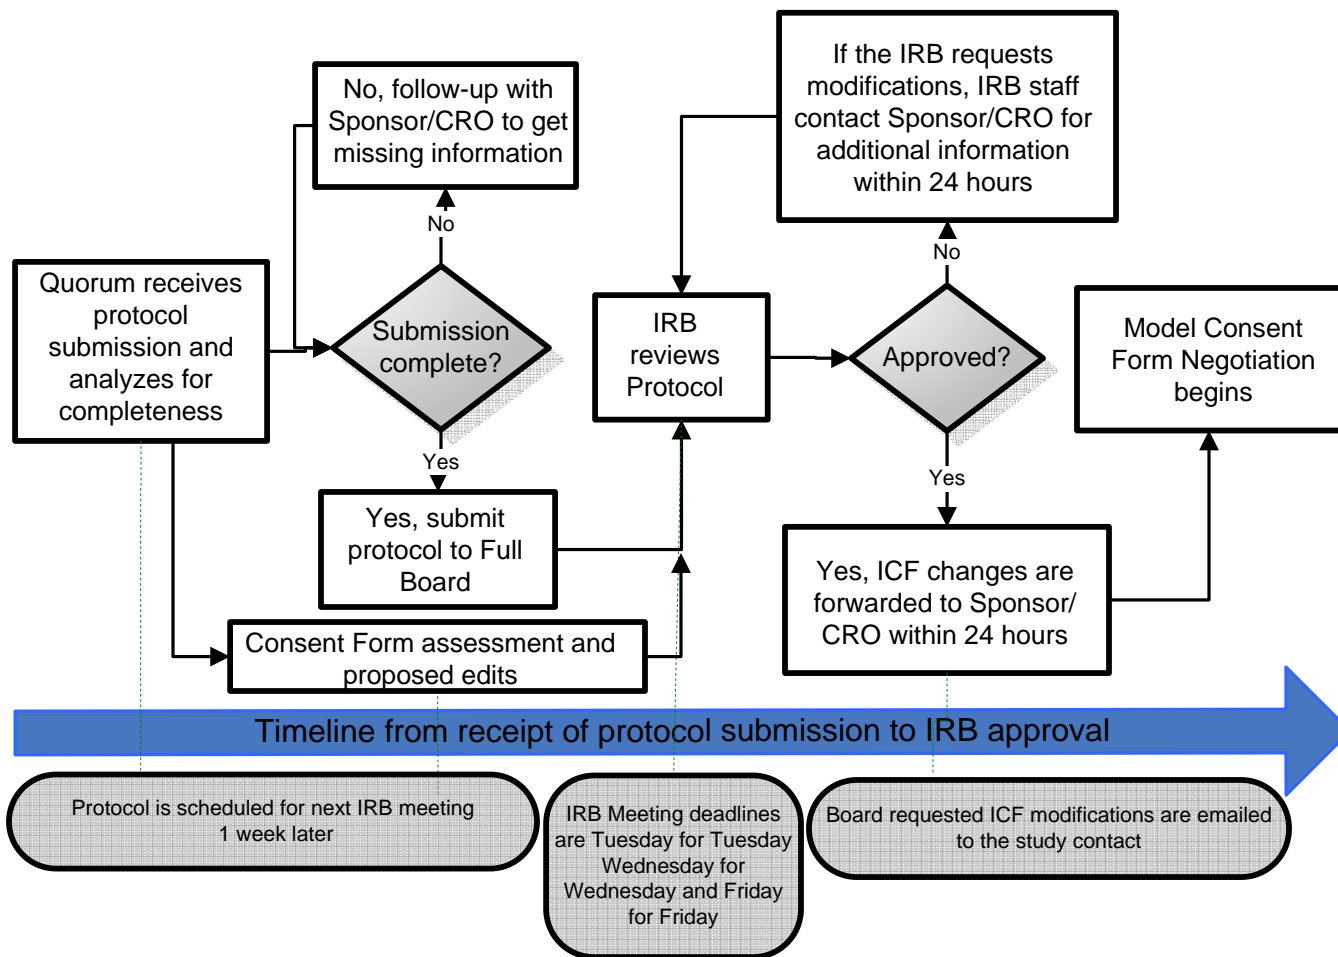 No, follow-up with
Sponsor/CRO to get
missing information
If the IRB requests
modifications, IRB staff
contact Sponsor/CRO for
additional information
within 24 hours
No
No
Quorum receives
protocol
submission and
analyzes for
completeness
Submission
complete?
IRB
reviews
Protocol
Approved?
Model Consent
Form Negotiation
begins
Yes
Yes
Yes, submit
protocol to Full
Board
Yes, ICF changes are
forwarded to Sponsor/
CRO within 24 hours
Consent Form assessment and
proposed edits
Timeline from receipt of protocol submission to IRB approval
Protocol is scheduled for next IRB meeting
1 week later
IRB Meeting deadlines
are Tuesday for Tuesday
Wednesday for
Wednesday and Friday
for Friday
Board requested ICF modifications are emailed
to the study contact